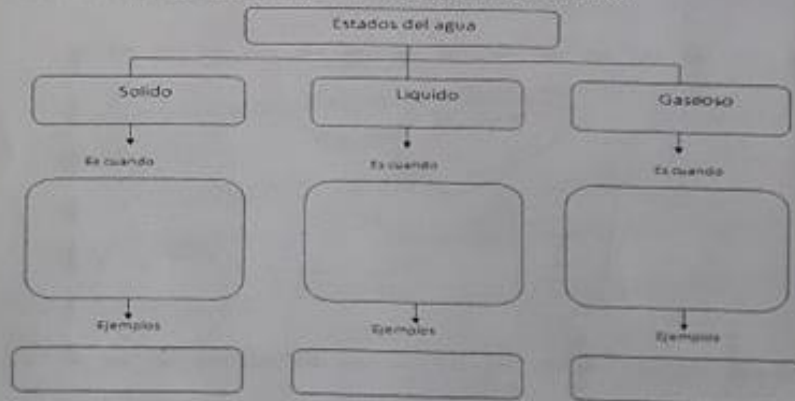 Estados del agua
Solido
Liquido
Gaseoso
Es cuando
Es cuando
Es cuando
Ejemplos
Ejemplos
Ejemplos